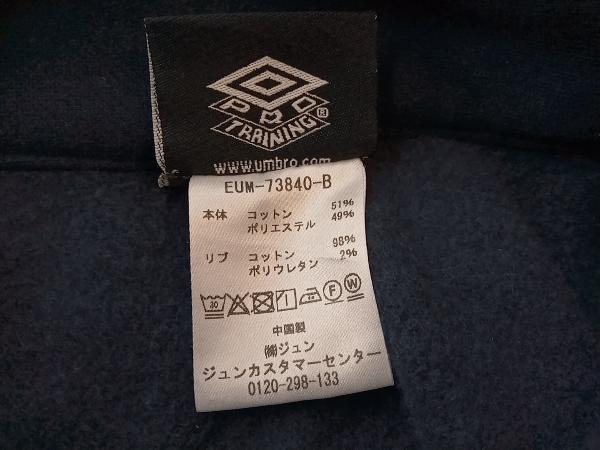 PRO
TRAINING®
www.umbro.com
EUM-73840-B
本体 コットン 51%
ポリエステル 49%
リブ コットン 98%
ポリウレタン 2%
30 F W
中国製
㈱ジュン
ジュンカスタマーセンター
0120-298-133